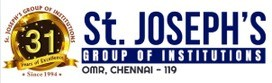 St. JOSEPH'S GROUP OF INSTITUTIONS
31
Years of Excellence
Since 1994
St. JOSEPH'S
GROUP OF INSTITUTIONS
OMR, CHENNAI - 119